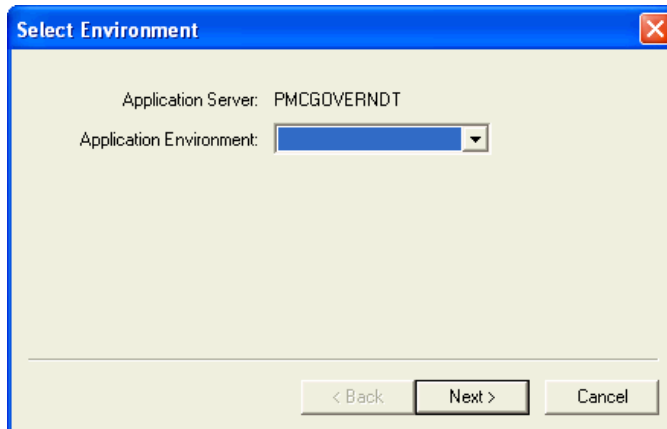 Select Environment
Application Server: PMCGOVERNDT
Application Environment:
< Back Next > Cancel